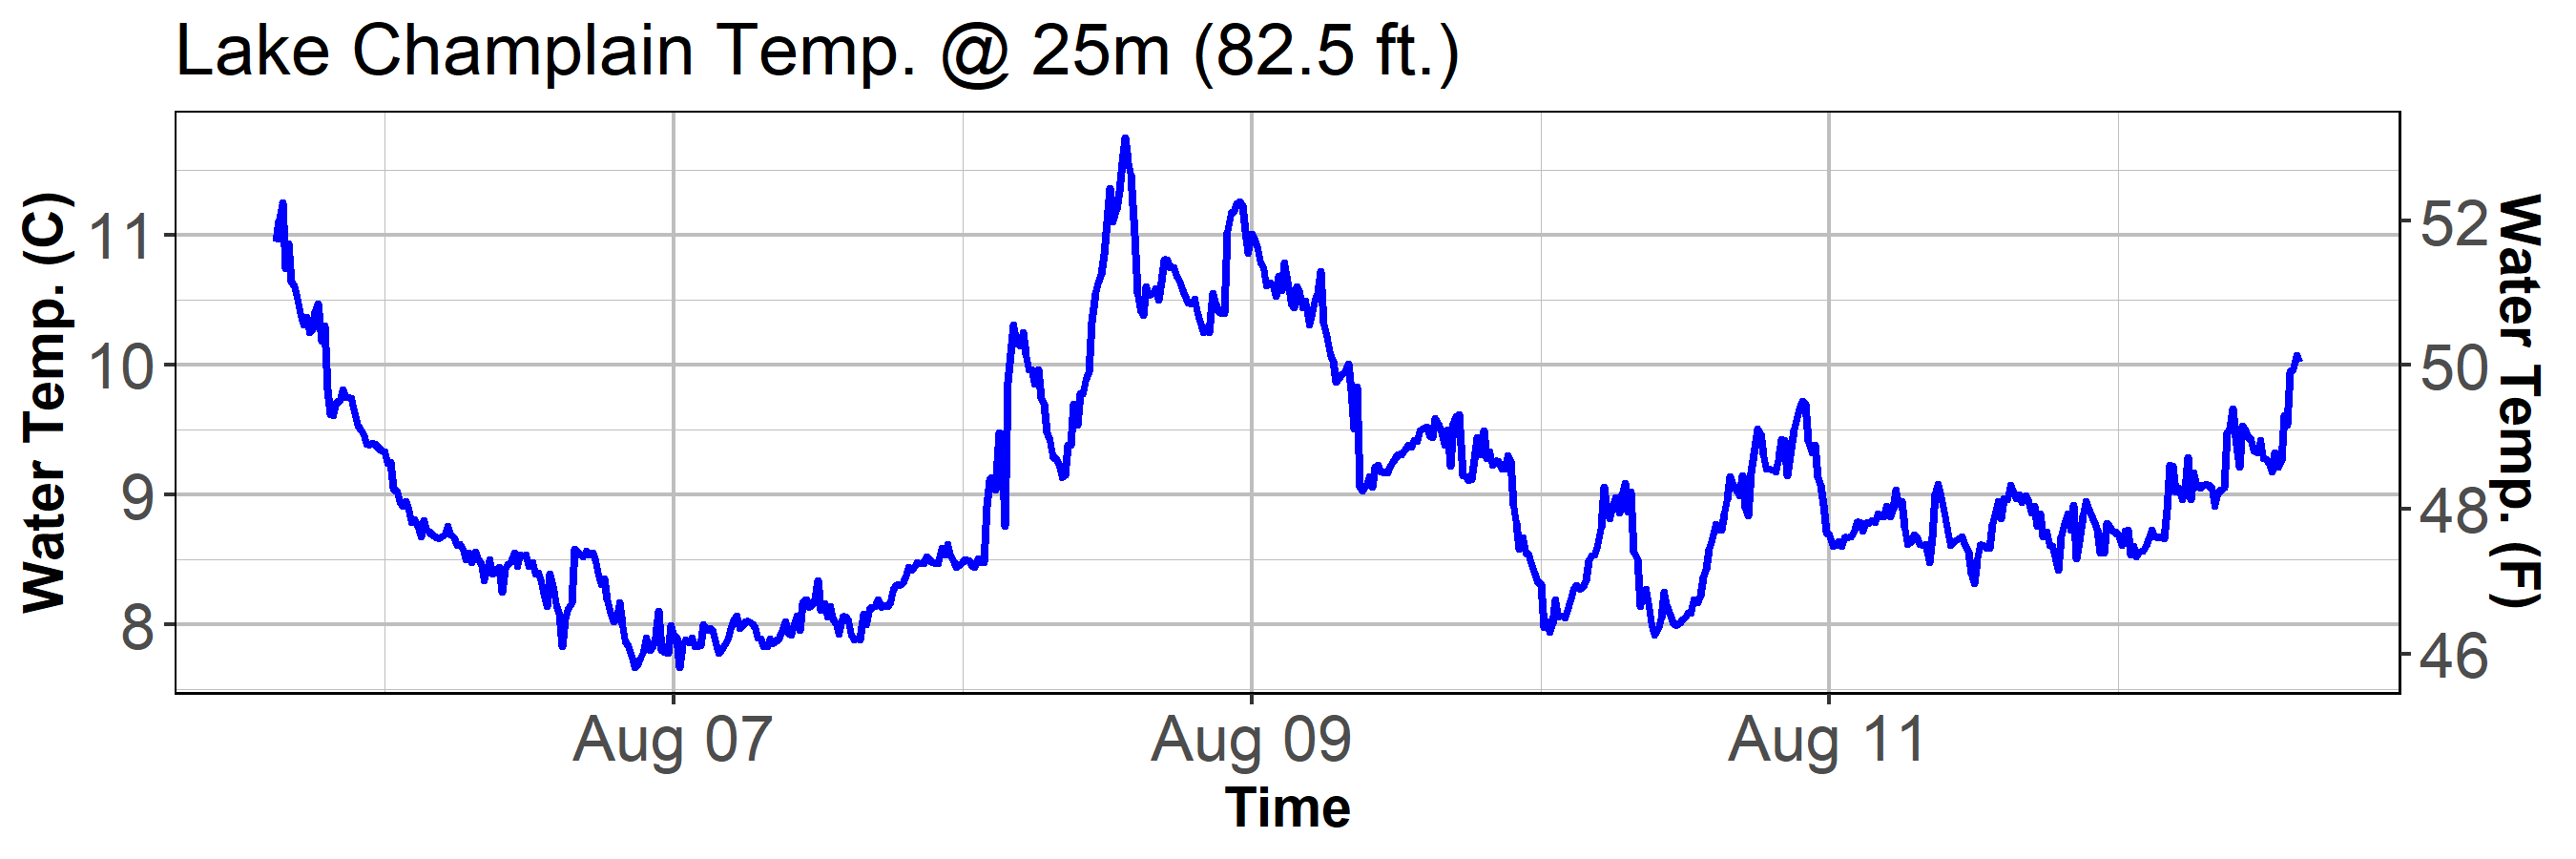 Lake Champlain Temp. @ 25m (82.5 ft.)
Water Temp. (C)
11
10
9
8
52
50
48
46
Water Temp. (F)
Aug 07
Aug 09
Aug 11
Time